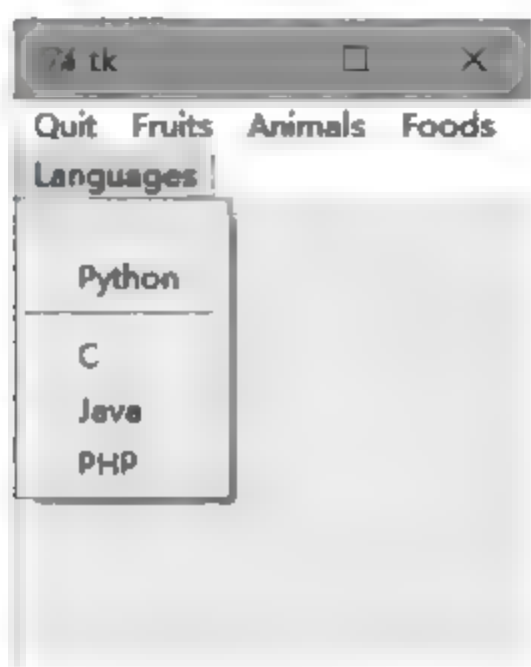 tk
Quit Fruits Animals Foods
Languages
Python
C
Java
PHP